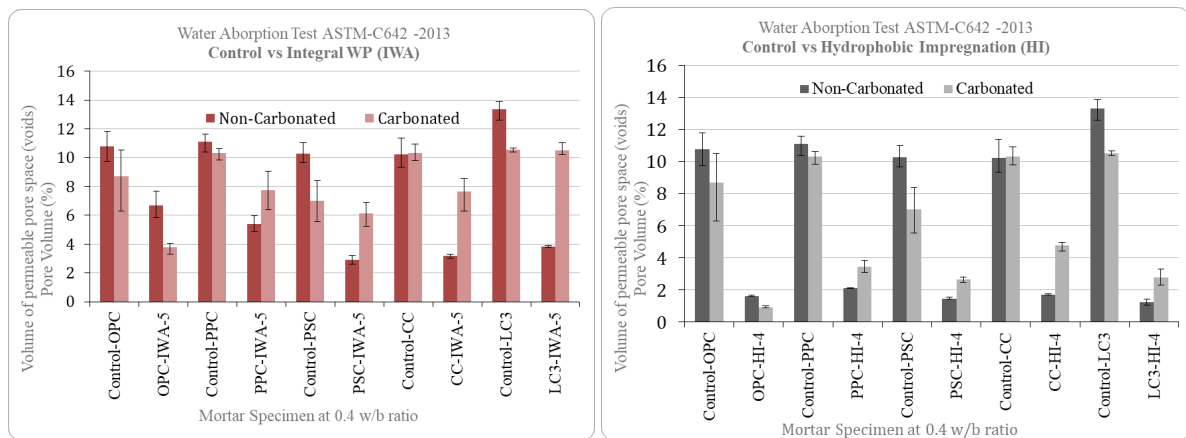 Water Aborption Test ASTM-C642 -2013
Control vs Integral WP (IWA)
Volume of permeable pore space (voids)
Pore Volume (%)
16
14
12
10
8
6
4
2
0
Non-Carbonated
Carbonated
Control-OPC
OPC-IWA-5
Control-PPC
PPC-IWA-5
Control-PSC
PSC-IWA-5
Control-CC
CC-IWA-5
Control-LC3
LC3-IWA-5
Mortar Specimen at 0.4 w/b ratio
Water Aborption Test ASTM-C642 -2013
Control vs Hydrophobic Impregnation (HI)
Volume of permeable pore space (voids)
Pore Volume (%)
16
14
12
10
8
6
4
2
0
Non-Carbonated
Carbonated
Control-OPC
OPC-HI-4
Control-PPC
PPC-HI-4
Control-PSC
PSC-HI-4
Control-CC
CC-HI-4
Control-LC3
LC3-HI-4
Mortar Specimen at 0.4 w/b ratio